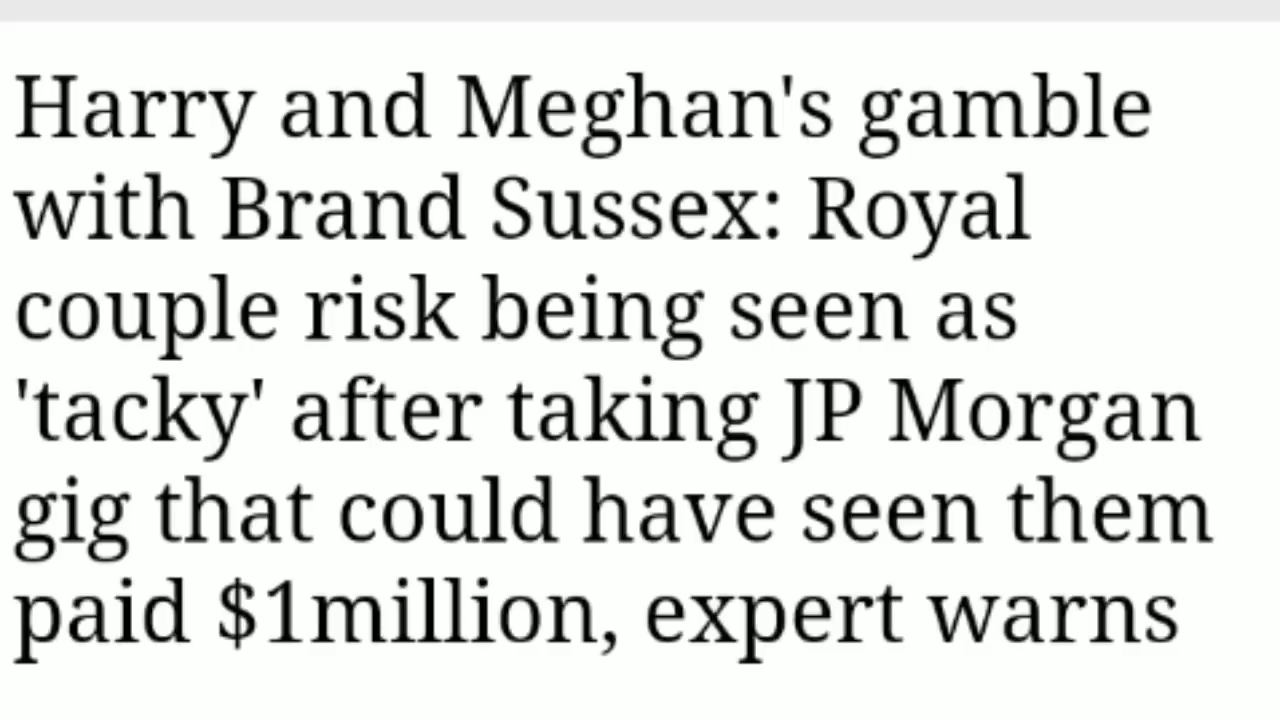 Harry and Meghan's gamble
with Brand Sussex: Royal
couple risk being seen as
'tacky' after taking JP Morgan
gig that could have seen them
paid $1million, expert warns